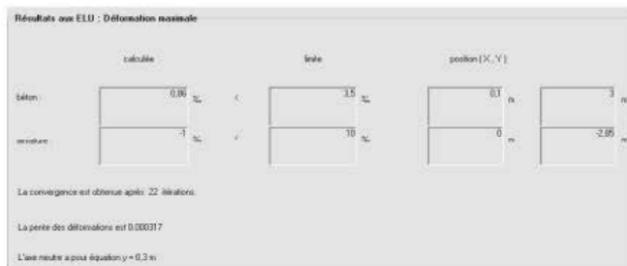 Résultats aux ELU : Déformation maximale
calculée limite position (X, Y)
béton : 0,86 ‰ < 3,5 ‰ 0,1 m 3 m
armature : -1 ‰ < 10 ‰ 0 m -2,85 m
La convergence est obtenue après 22 itérations.
La pente des déformations est 0.000317
L'axe neutre a pour équation y = 0,3 m